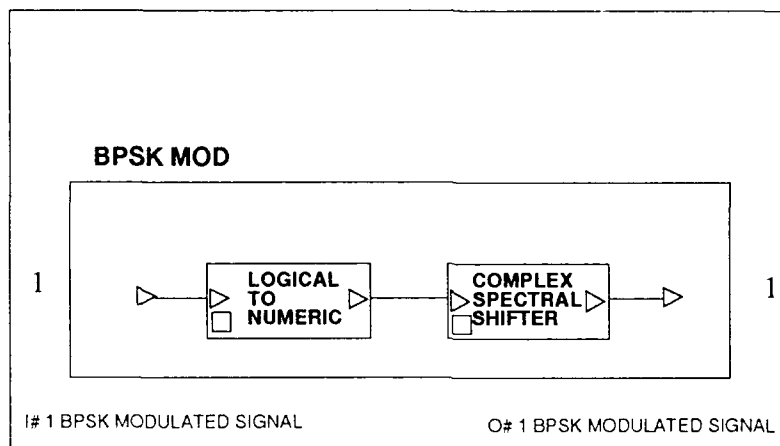 BPSK MOD
1
LOGICAL
TO
NUMERIC
COMPLEX
SPECTRAL
SHIFTER
1
I# 1 BPSK MODULATED SIGNAL
O# 1 BPSK MODULATED SIGNAL